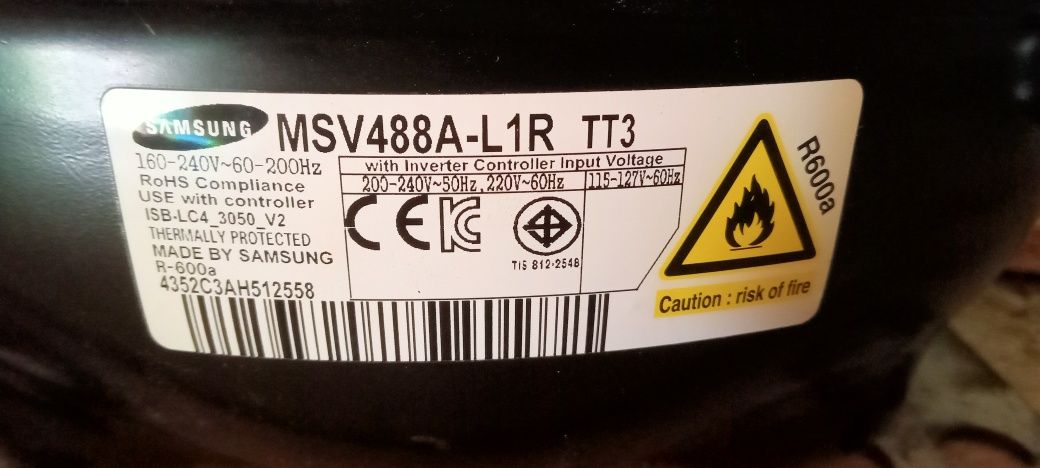 SAMSUNG
MSV488A-L1R TT3
160-240V~60-200Hz
RoHS Compliance
USE with controller
ISB-LC4_3050_V2
THERMALLY PROTECTED
MADE BY SAMSUNG
R-600a
4352C3AH512558
with Inverter Controller Input Voltage
200-240V~50Hz, 220V~60Hz
115-127V~60Hz
CE
KC
TIS 812-2548
R600a
Caution : risk of fire